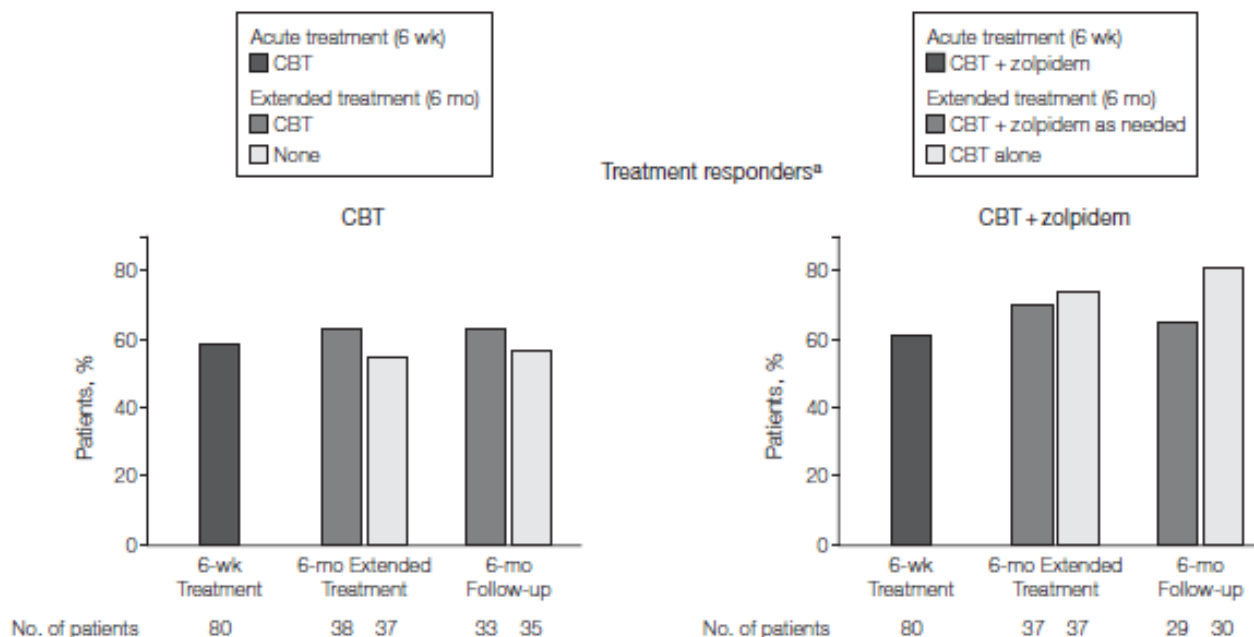 Acute treatment (6 wk)
CBT
Extended treatment (6 mo)
CBT
None
Acute treatment (6 wk)
CBT + zolpidem
Extended treatment (6 mo)
CBT + zolpidem as needed
CBT alone
Treatment respondersᵃ
CBT
80
60
40
20
0
Patients, %
6-wk Treatment
6-mo Extended Treatment
6-mo Follow-up
No. of patients 80 38 37 33 35
CBT + zolpidem
80
60
40
20
0
Patients, %
6-wk Treatment
6-mo Extended Treatment
6-mo Follow-up
No. of patients 80 37 37 29 30